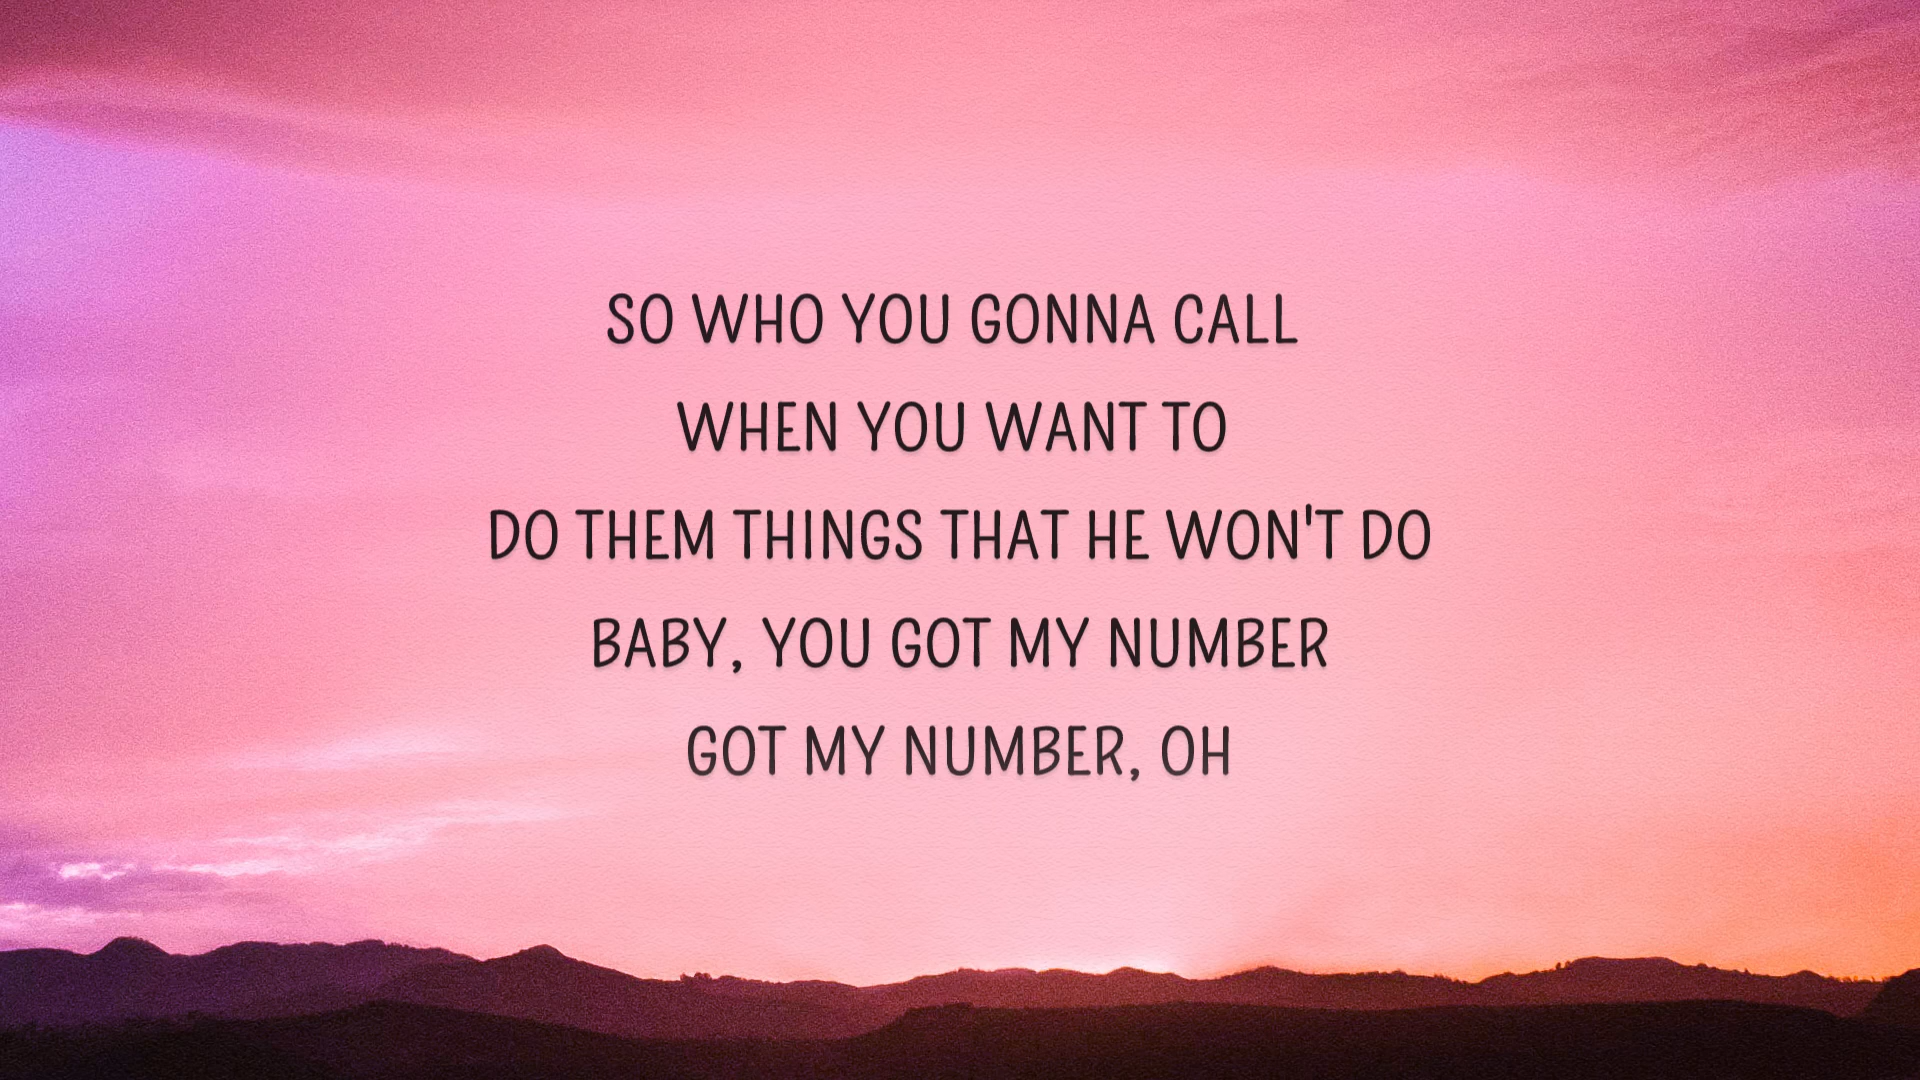 SO WHO YOU GONNA CALL
WHEN YOU WANT TO
DO THEM THINGS THAT HE WON'T DO
BABY, YOU GOT MY NUMBER
GOT MY NUMBER, OH